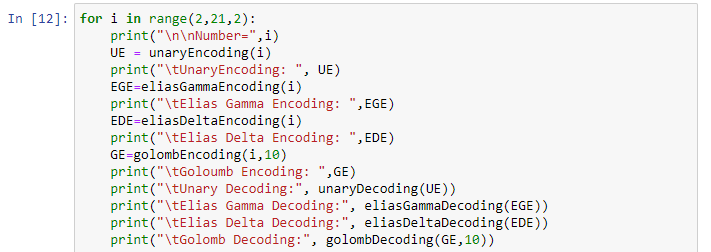 In [12]: for i in range(2,21,2):
    print("\n\nNumber=",i)
    UE = unaryEncoding(i)
    print("\tUnaryEncoding: ", UE)
    EGE=eliasGammaEncoding(i)
    print("\tElias Gamma Encoding: ",EGE)
    EDE=eliasDeltaEncoding(i)
    print("\tElias Delta Encoding: ",EDE)
    GE=golombEncoding(i,10)
    print("\tGoloumb Encoding: ",GE)
    print("\tUnary Decoding:", unaryDecoding(UE))
    print("\tElias Gamma Decoding:", eliasGammaDecoding(EGE))
    print("\tElias Delta Decoding:", eliasDeltaDecoding(EDE))
    print("\tGolomb Decoding:", golombDecoding(GE,10))